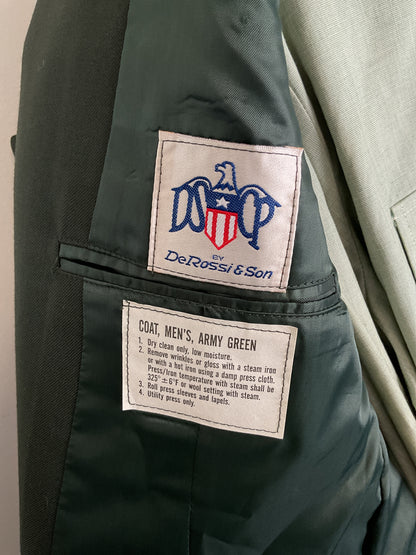 DSCP
BY
DeRossi & Son
COAT, MEN'S, ARMY GREEN
1. Dry clean only, low moisture.
2. Remove wrinkles or gloss with a steam iron
or with a hot iron using a damp press cloth.
Press/Iron temperature with steam shall be
325° ± 6°F or wool setting with steam.
3. Roll press sleeves and lapels.
4. Utility press only.